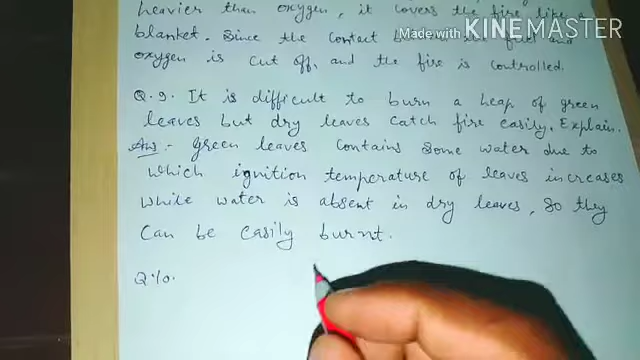 heavier than oxygen, it covers the fire like a
Made with KINEMASTER
blanket. Since the contact the fuel and
oxygen is cut off, and the fire is controlled.
Q.9. It is difficult to burn a heap of green
leaves but dry leaves catch fire easily. Explain.
Ans:- Green leaves contains some water due to
which ignition temperature of leaves increases
while water is absent in dry leaves, so they
can be easily burnt.
Q.10.